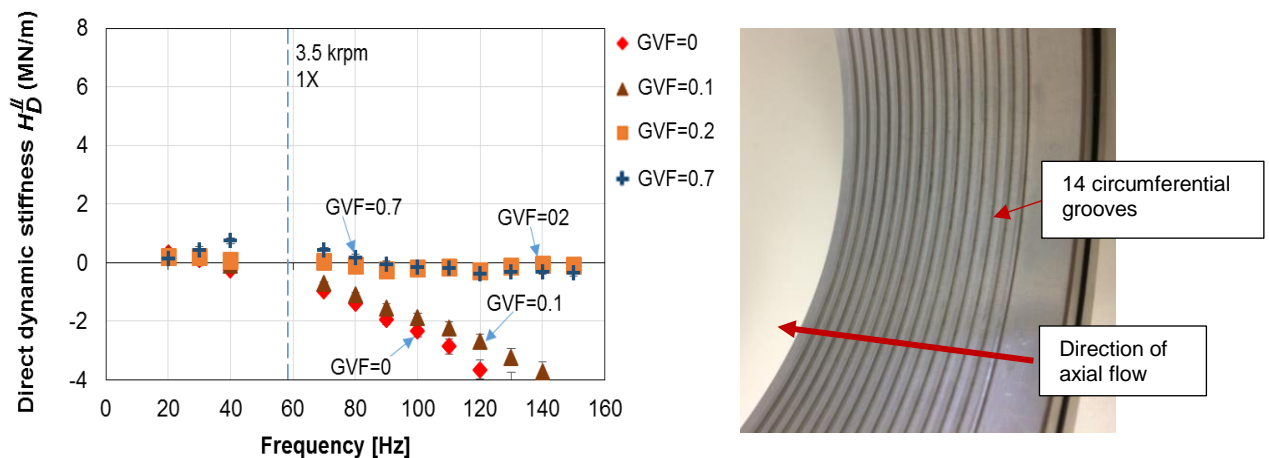 Direct dynamic stiffness H_D^μ (MN/m)
8
6
4
2
0
-2
-4
3.5 krpm
1X
GVF=0.7
GVF=02
GVF=0.1
GVF=0
0
20
40
60
80
100
120
140
160
Frequency [Hz]
GVF=0
GVF=0.1
GVF=0.2
GVF=0.7
14 circumferential
grooves
Direction of
axial flow